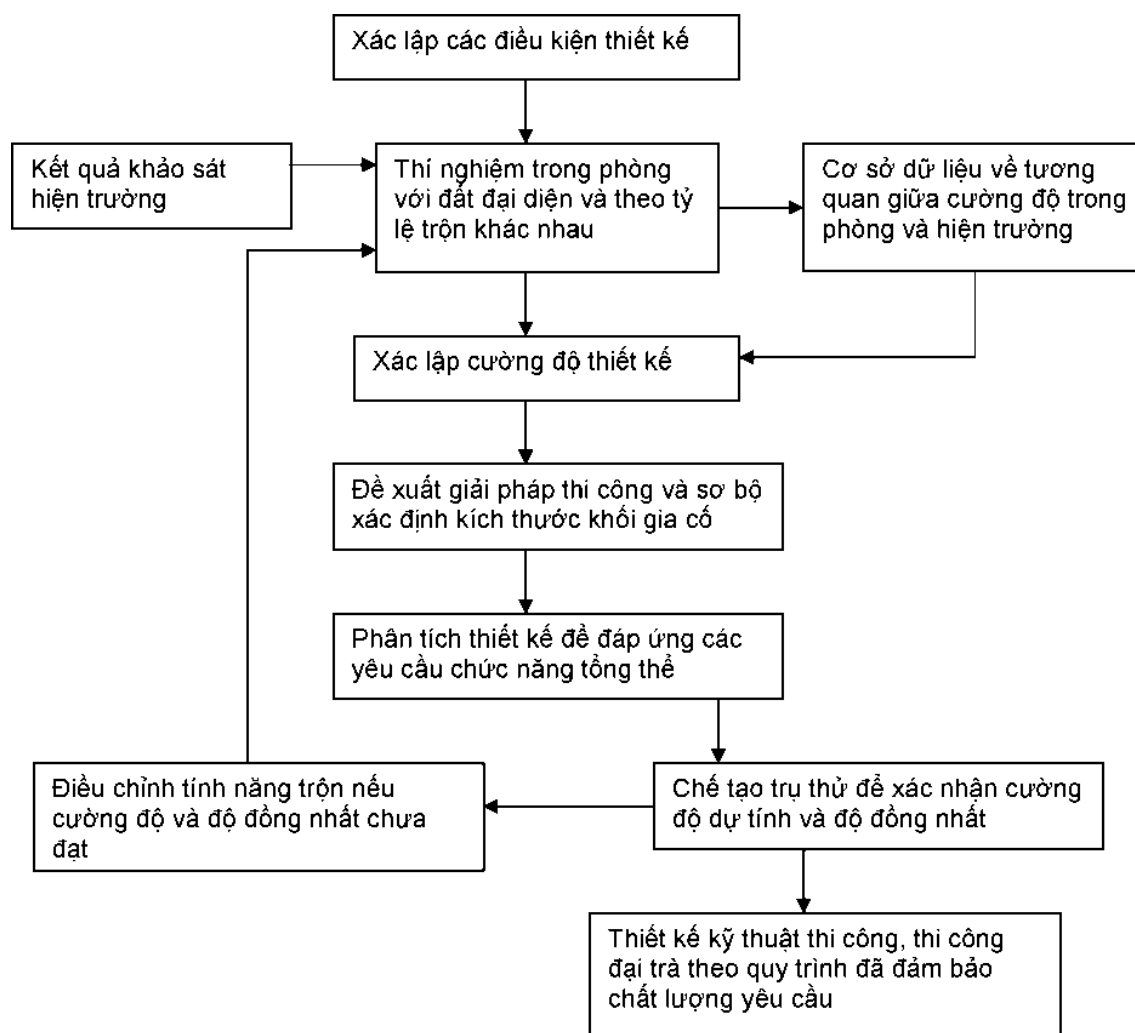 Xác lập các điều kiện thiết kế
Kết quả khảo sát
hiện trường
Thí nghiệm trong phòng
với đất đại diện và theo tỷ
lệ trộn khác nhau
Cơ sở dữ liệu về tương
quan giữa cường độ trong
phòng và hiện trường
Xác lập cường độ thiết kế
Đề xuất giải pháp thi công và sơ bộ
xác định kích thước khối gia cố
Phân tích thiết kế để đáp ứng các
yêu cầu chức năng tổng thể
Điều chỉnh tính năng trộn nếu
cường độ và độ đồng nhất chưa
đạt
Chế tạo trụ thử để xác nhận cường
độ dự tính và độ đồng nhất
Thiết kế kỹ thuật thi công, thi công
đại trà theo quy trình đã đảm bảo
chất lượng yêu cầu